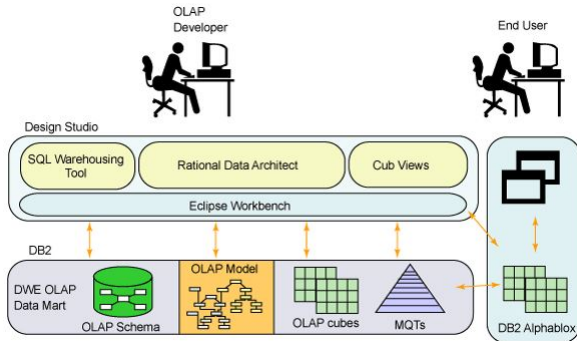 OLAP
Developer
End User
Design Studio
SQL Warehousing
Tool
Rational Data Architect
Cub Views
Eclipse Workbench
DB2
DWE OLAP
Data Mart
OLAP Schema
OLAP Model
OLAP cubes
MQTs
DB2 Alphablox